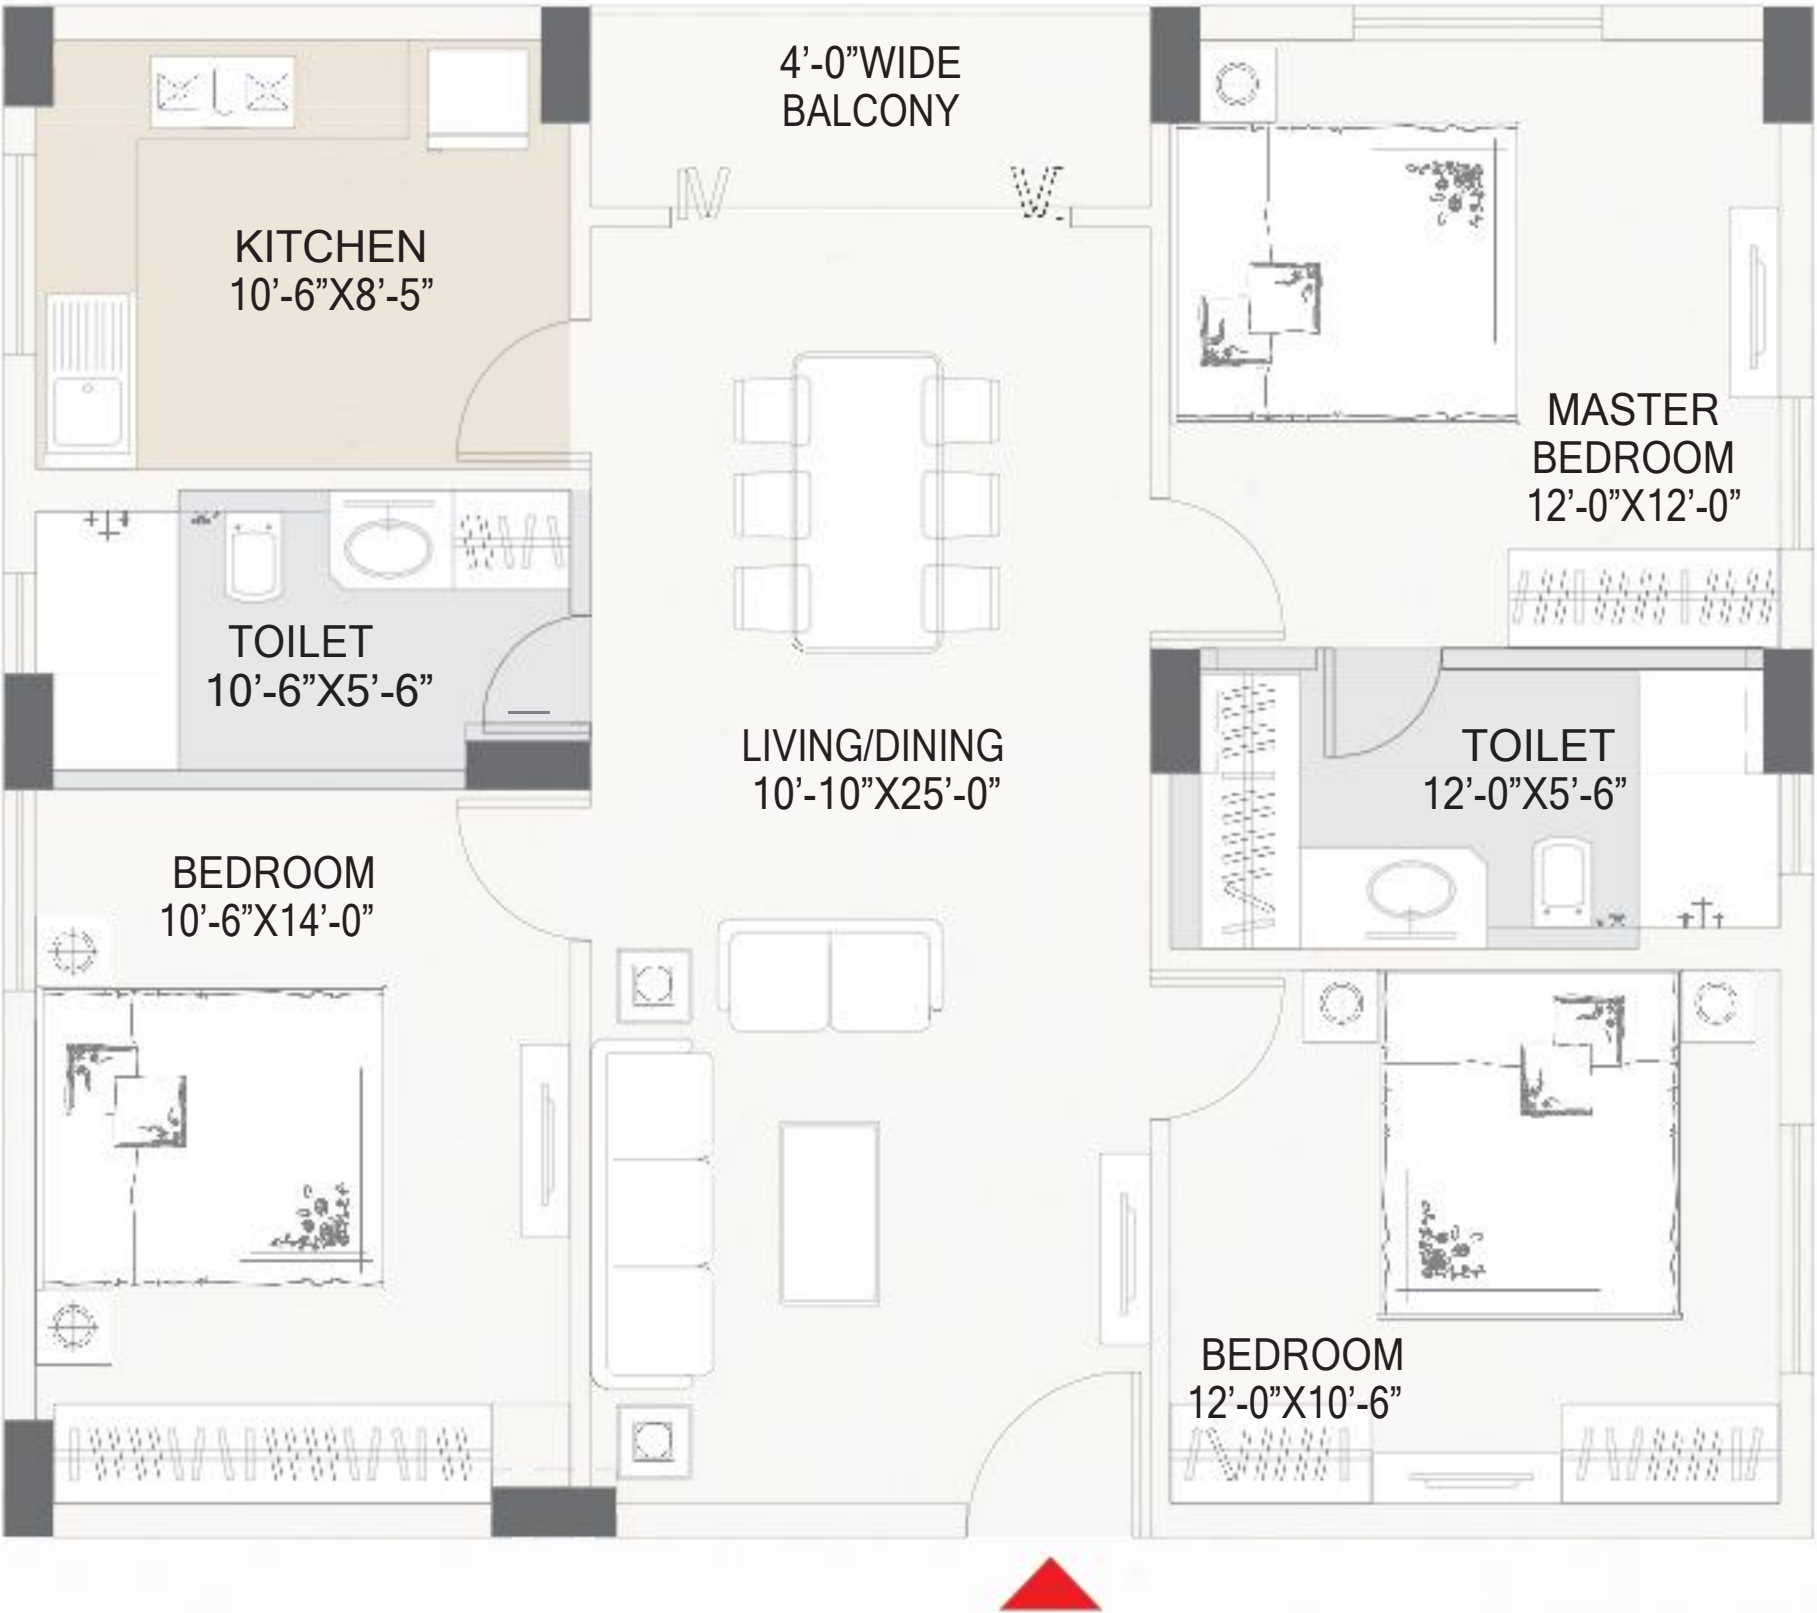 4’-0”WIDE
BALCONY
KITCHEN
10’-6”X8’-5”
MASTER
BEDROOM
12’-0”X12’-0”
TOILET
10’-6”X5’-6”
LIVING/DINING
10’-10”X25’-0”
TOILET
12’-0”X5’-6”
BEDROOM
10’-6”X14’-0”
BEDROOM
12’-0”X10’-6”